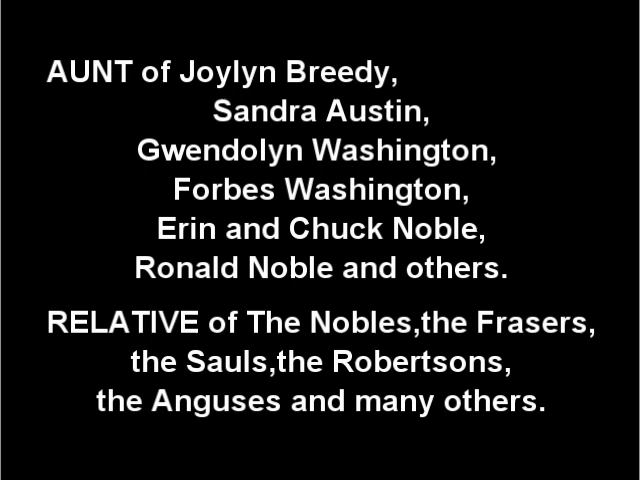 AUNT of Joylyn Breedy,
Sandra Austin,
Gwendolyn Washington,
Forbes Washington,
Erin and Chuck Noble,
Ronald Noble and others.
RELATIVE of The Nobles,the Frasers,
the Sauls,the Robertsons,
the Anguses and many others.